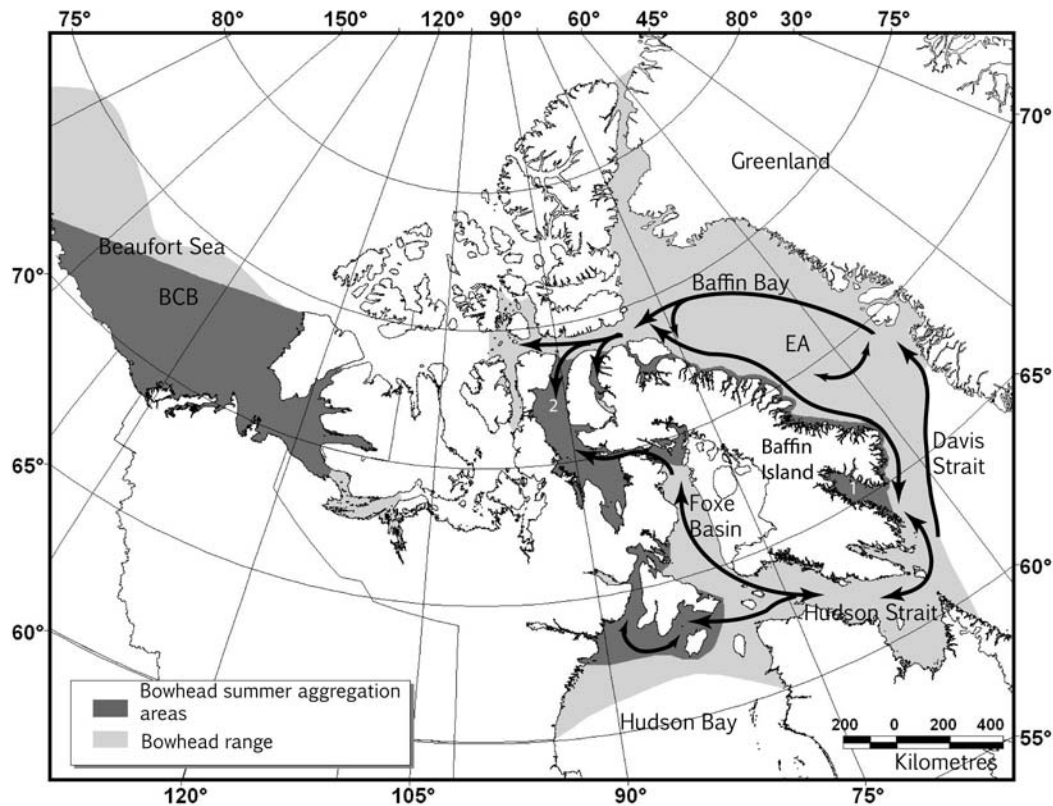 75° 80° 150° 120° 90° 60° 45° 80° 30° 75°
70°
Greenland
Beaufort Sea
BCB
Baffin Bay
EA
70°
65°
2
Baffin
Island
1
Davis
Strait
65°
Foxe
Basin
60°
Hudson Strait
60°
Bowhead summer aggregation
areas
Bowhead range
Hudson Bay
200 0 200 400
Kilometres
55°
120° 105° 90° 75°